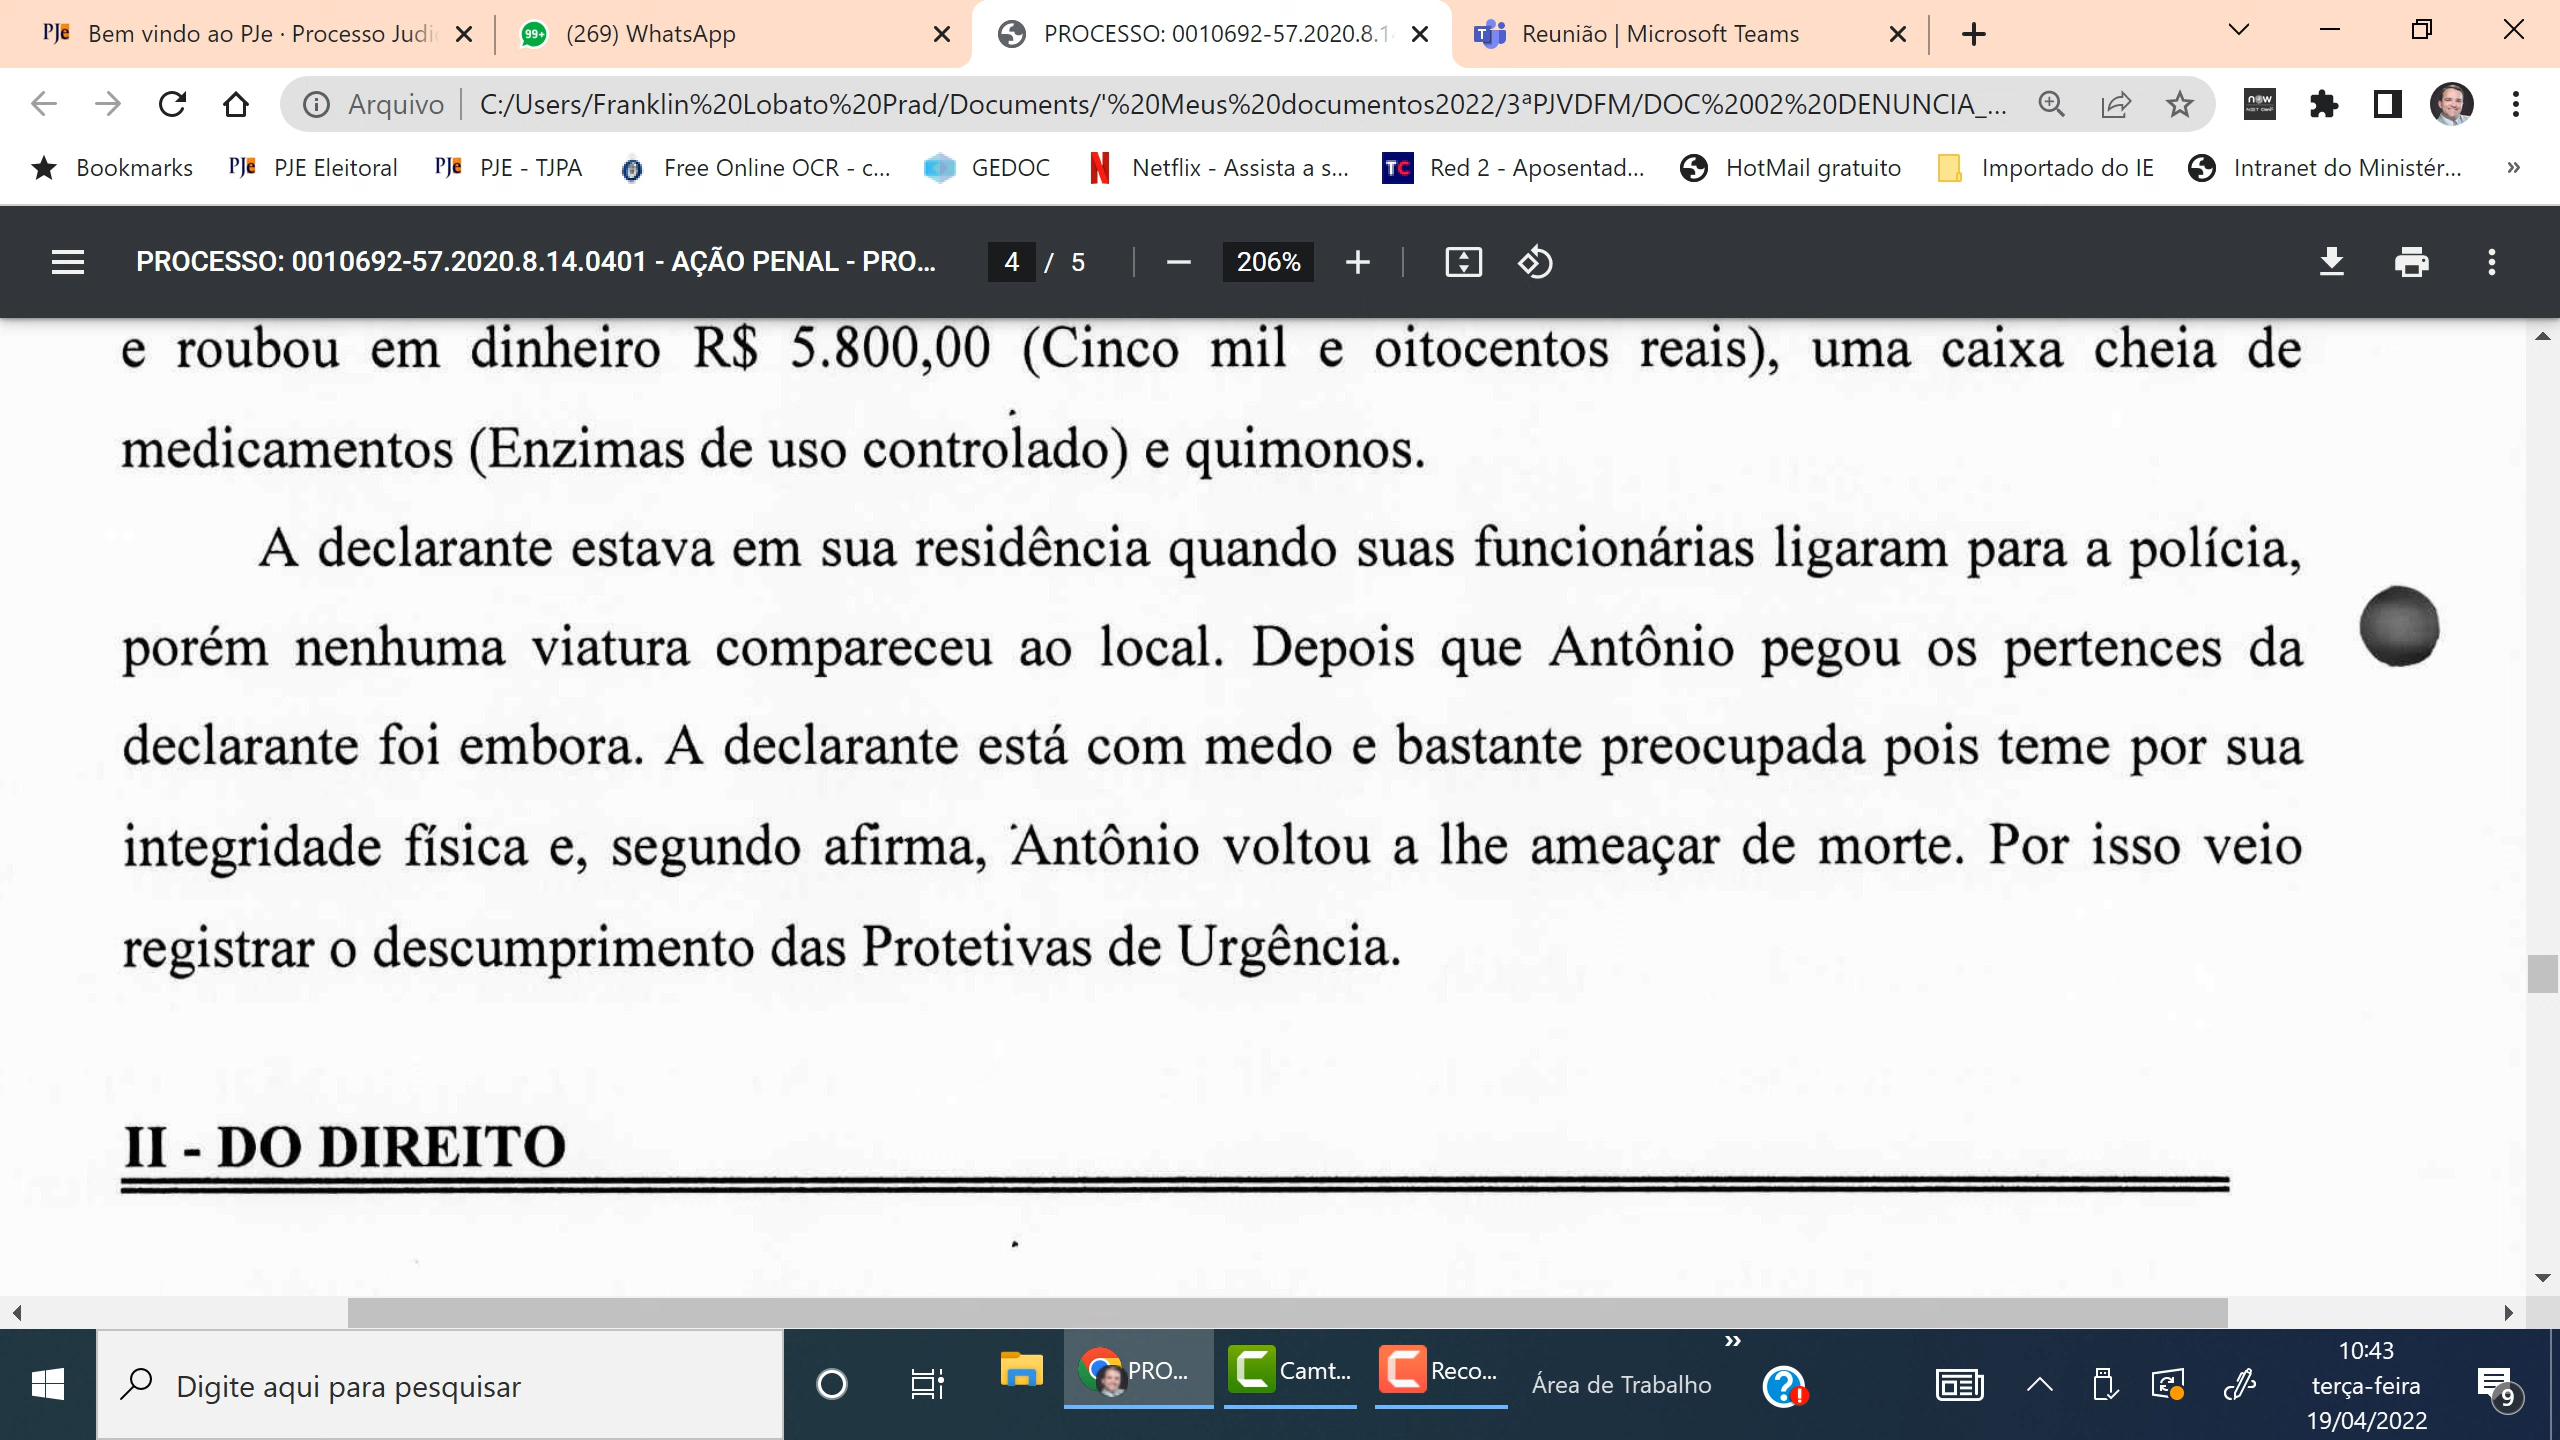 Bem vindo ao PJe · Processo Judi
(269) WhatsApp
PROCESSO: 0010692-57.2020.8.1
Reunião | Microsoft Teams
Arquivo
C:/Users/Franklin%20Lobato%20Prad/Documents/'%20Meus%20documentos2022/3ªPJVDFM/DOC%2002%20DENUNCIA_...
Bookmarks
PJE Eleitoral
PJE - TJPA
Free Online OCR - c...
GEDOC
Netflix - Assista a s...
TC
Red 2 - Aposentad...
HotMail gratuito
Importado do IE
Intranet do Ministér...
»
PROCESSO: 0010692-57.2020.8.14.0401 - AÇÃO PENAL - PRO...
4 / 5
206%
e roubou em dinheiro R$ 5.800,00 (Cinco mil e oitocentos reais), uma caixa cheia de
medicamentos (Enzimas de uso controlado) e quimonos.
A declarante estava em sua residência quando suas funcionárias ligaram para a polícia,
porém nenhuma viatura compareceu ao local. Depois que Antônio pegou os pertences da
declarante foi embora. A declarante está com medo e bastante preocupada pois teme por sua
integridade física e, segundo afirma, Antônio voltou a lhe ameaçar de morte. Por isso veio
registrar o descumprimento das Protetivas de Urgência.
II - DO DIREITO
Digite aqui para pesquisar
PRO...
Camt...
Reco...
Área de Trabalho
»
10:43
terça-feira
19/04/2022
9